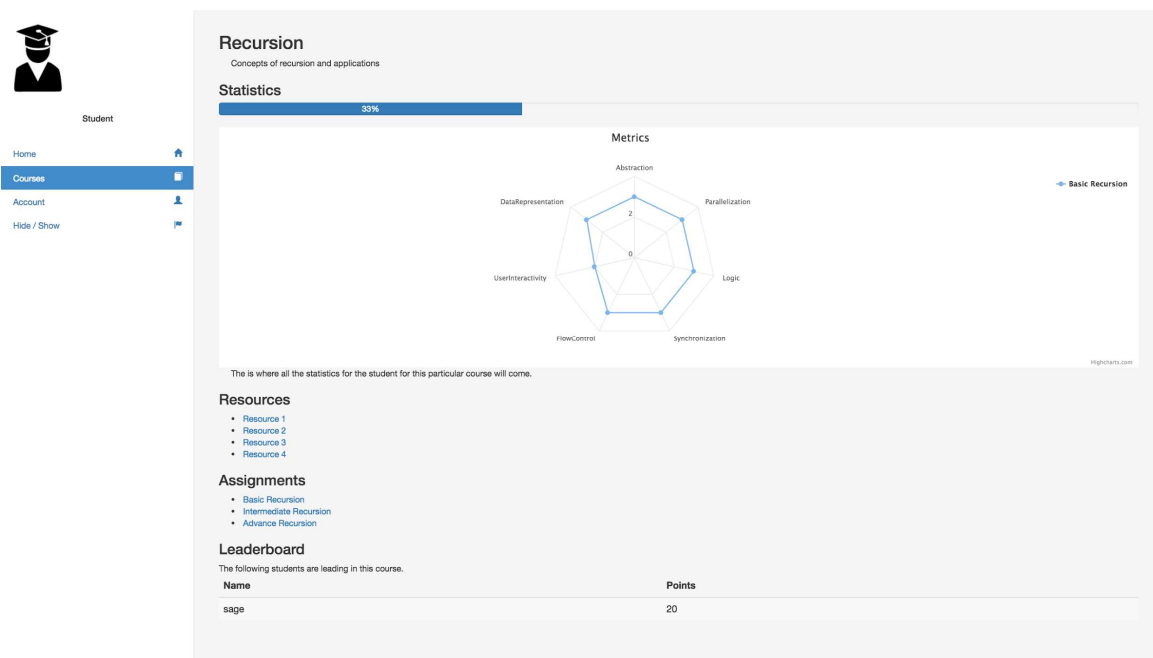 Student
Home
Courses
Account
Hide / Show
Recursion
Concepts of recursion and applications
Statistics
33%
Metrics
Abstraction
DataRepresentation
Parallelization
Basic Recursion
2
0
UserInteractivity
Logic
FlowControl
Synchronization
Highcharts.com
The is where all the statistics for the student for this particular course will come.
Resources
• Resource 1
• Resource 2
• Resource 3
• Resource 4
Assignments
• Basic Recursion
• Intermediate Recursion
• Advance Recursion
Leaderboard
The following students are leading in this course.
Name Points
sage 20